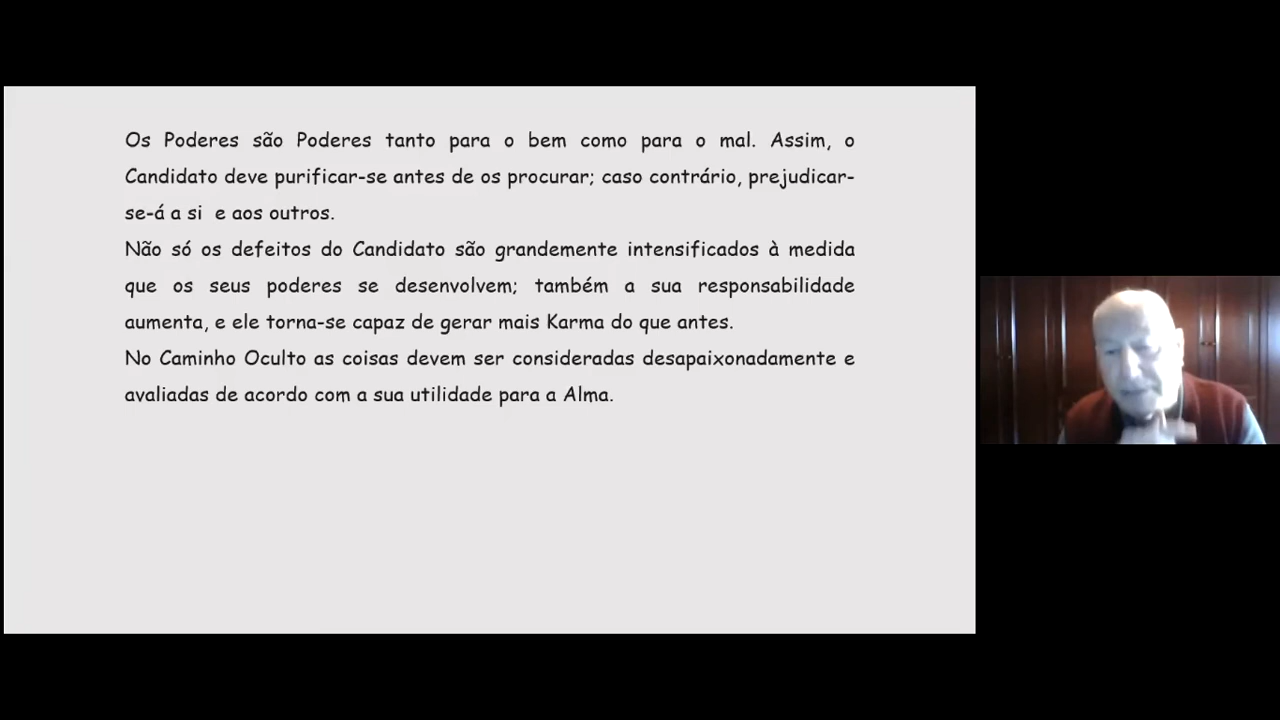 Os Poderes são Poderes tanto para o bem como para o mal. Assim, o
Candidato deve purificar-se antes de os procurar; caso contrário, prejudicar-
se-á a si  e aos outros.
Não só os defeitos do Candidato são grandemente intensificados à medida
que os seus poderes se desenvolvem; também a sua responsabilidade
aumenta, e ele torna-se capaz de gerar mais Karma do que antes.
No Caminho Oculto as coisas devem ser consideradas desapaixonadamente e
avaliadas de acordo com a sua utilidade para a Alma.